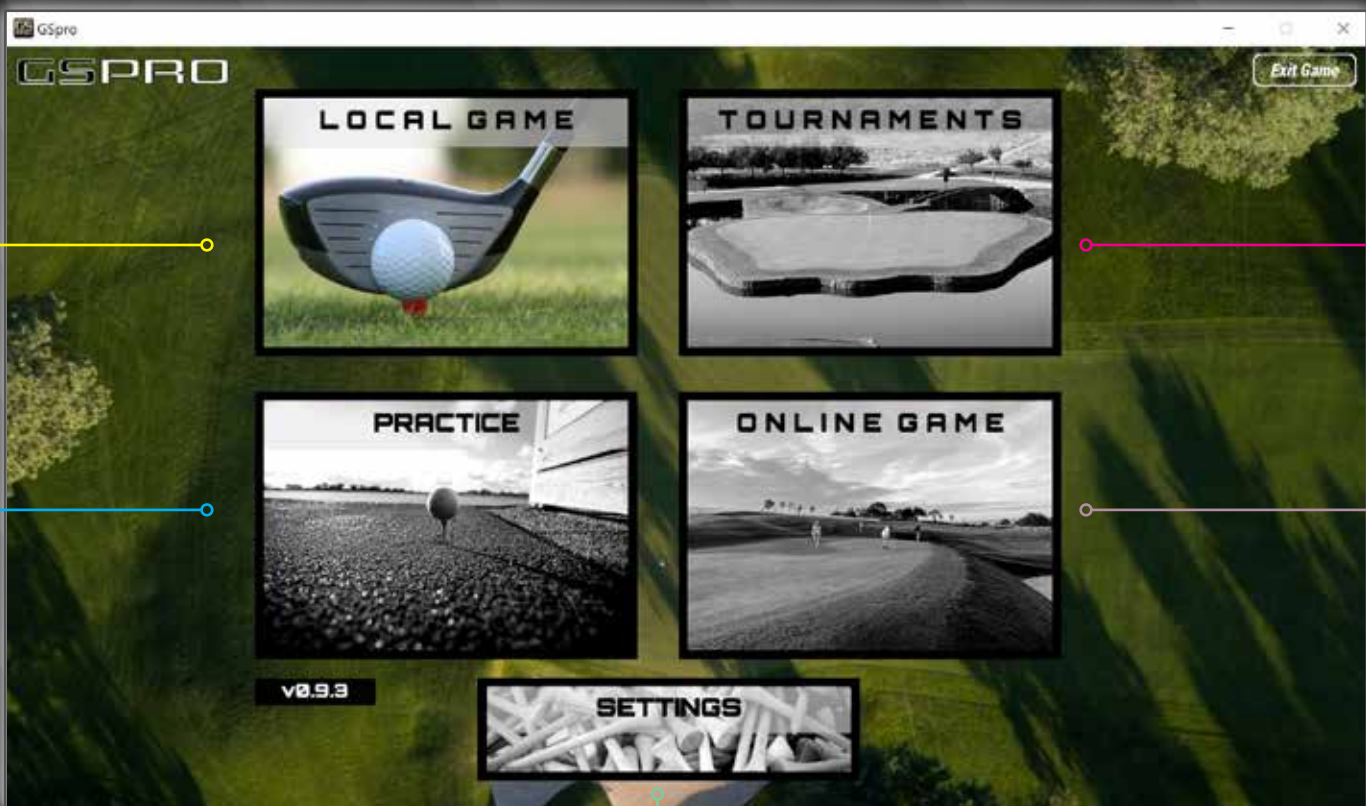 GSpro
GSPRO
Exit Game
LOCAL GAME
TOURNAMENTS
PRACTICE
ONLINE GAME
v0.9.3
SETTINGS